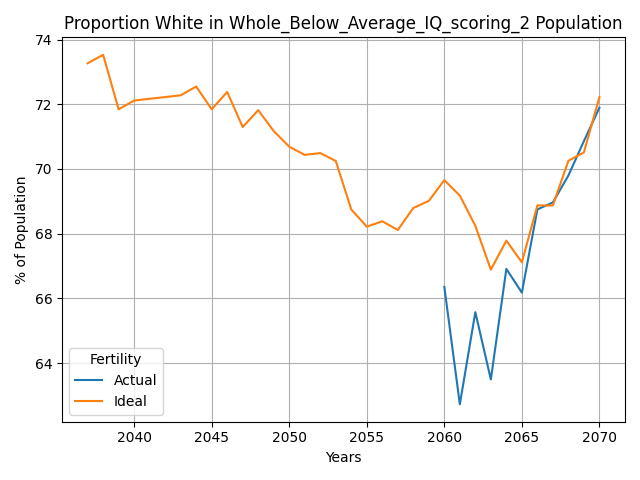 Proportion White in Whole_Below_Average_IQ_scoring_2 Population
74
72
70
68
66
64
% of Population
Fertility
Actual
Ideal
2040 2045 2050 2055 2060 2065 2070
Years